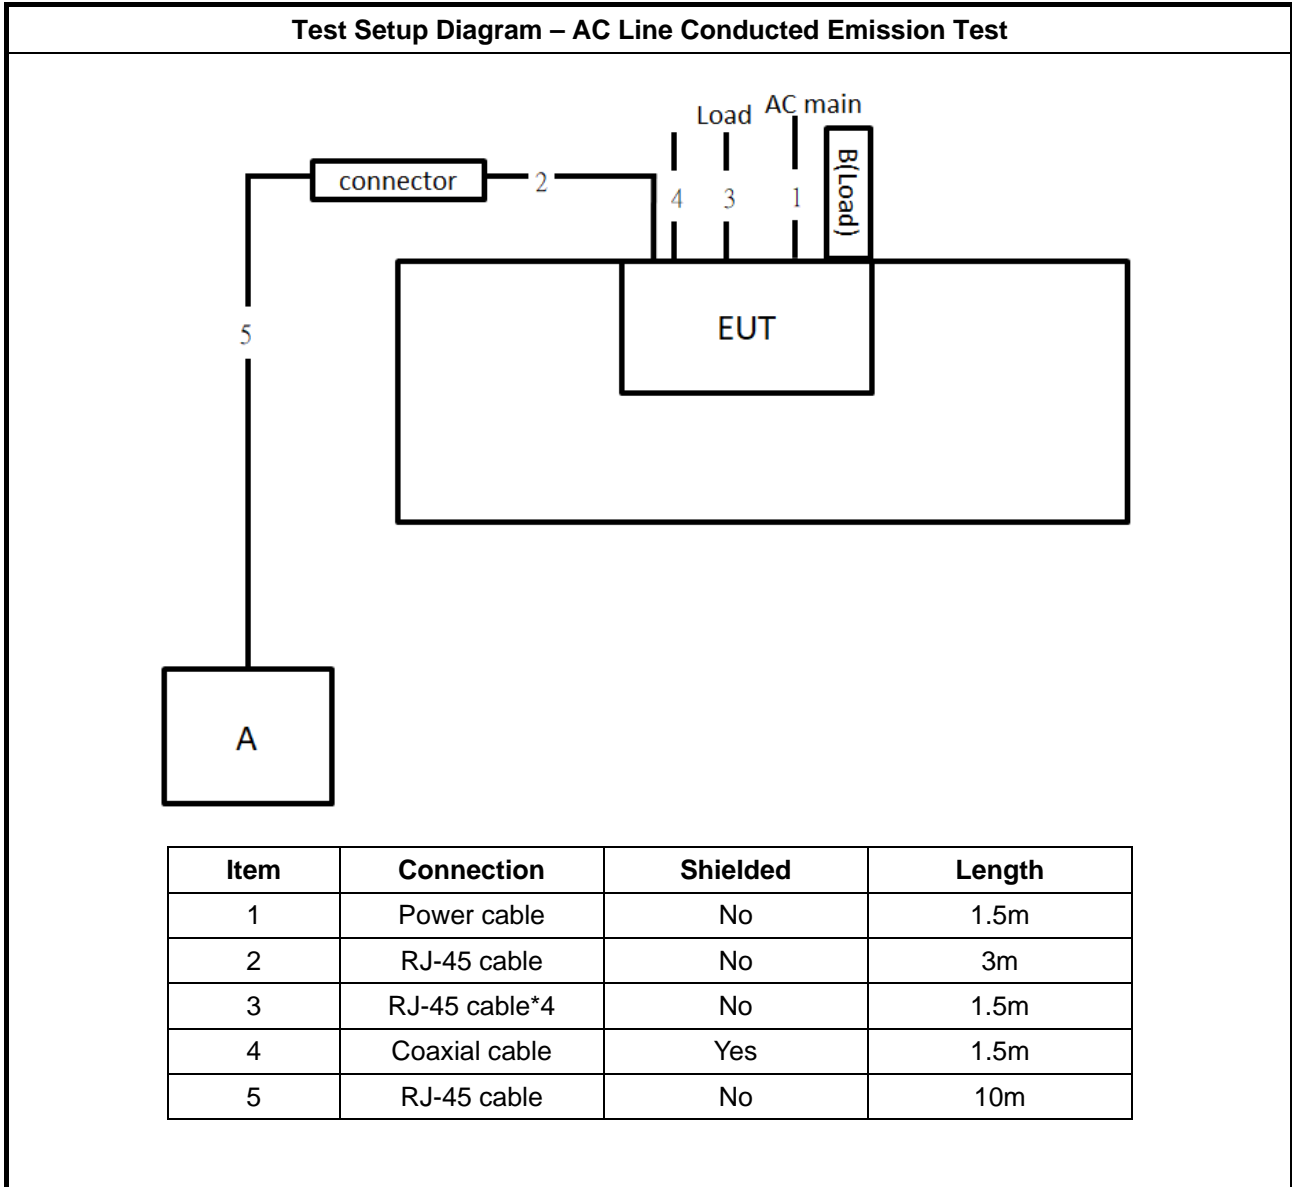 Test Setup Diagram – AC Line Conducted Emission Test
Load AC main
connector 2 4 3 1 B(Load)
5 EUT
A
Item Connection Shielded Length
1 Power cable No 1.5m
2 RJ-45 cable No 3m
3 RJ-45 cable*4 No 1.5m
4 Coaxial cable Yes 1.5m
5 RJ-45 cable No 10m